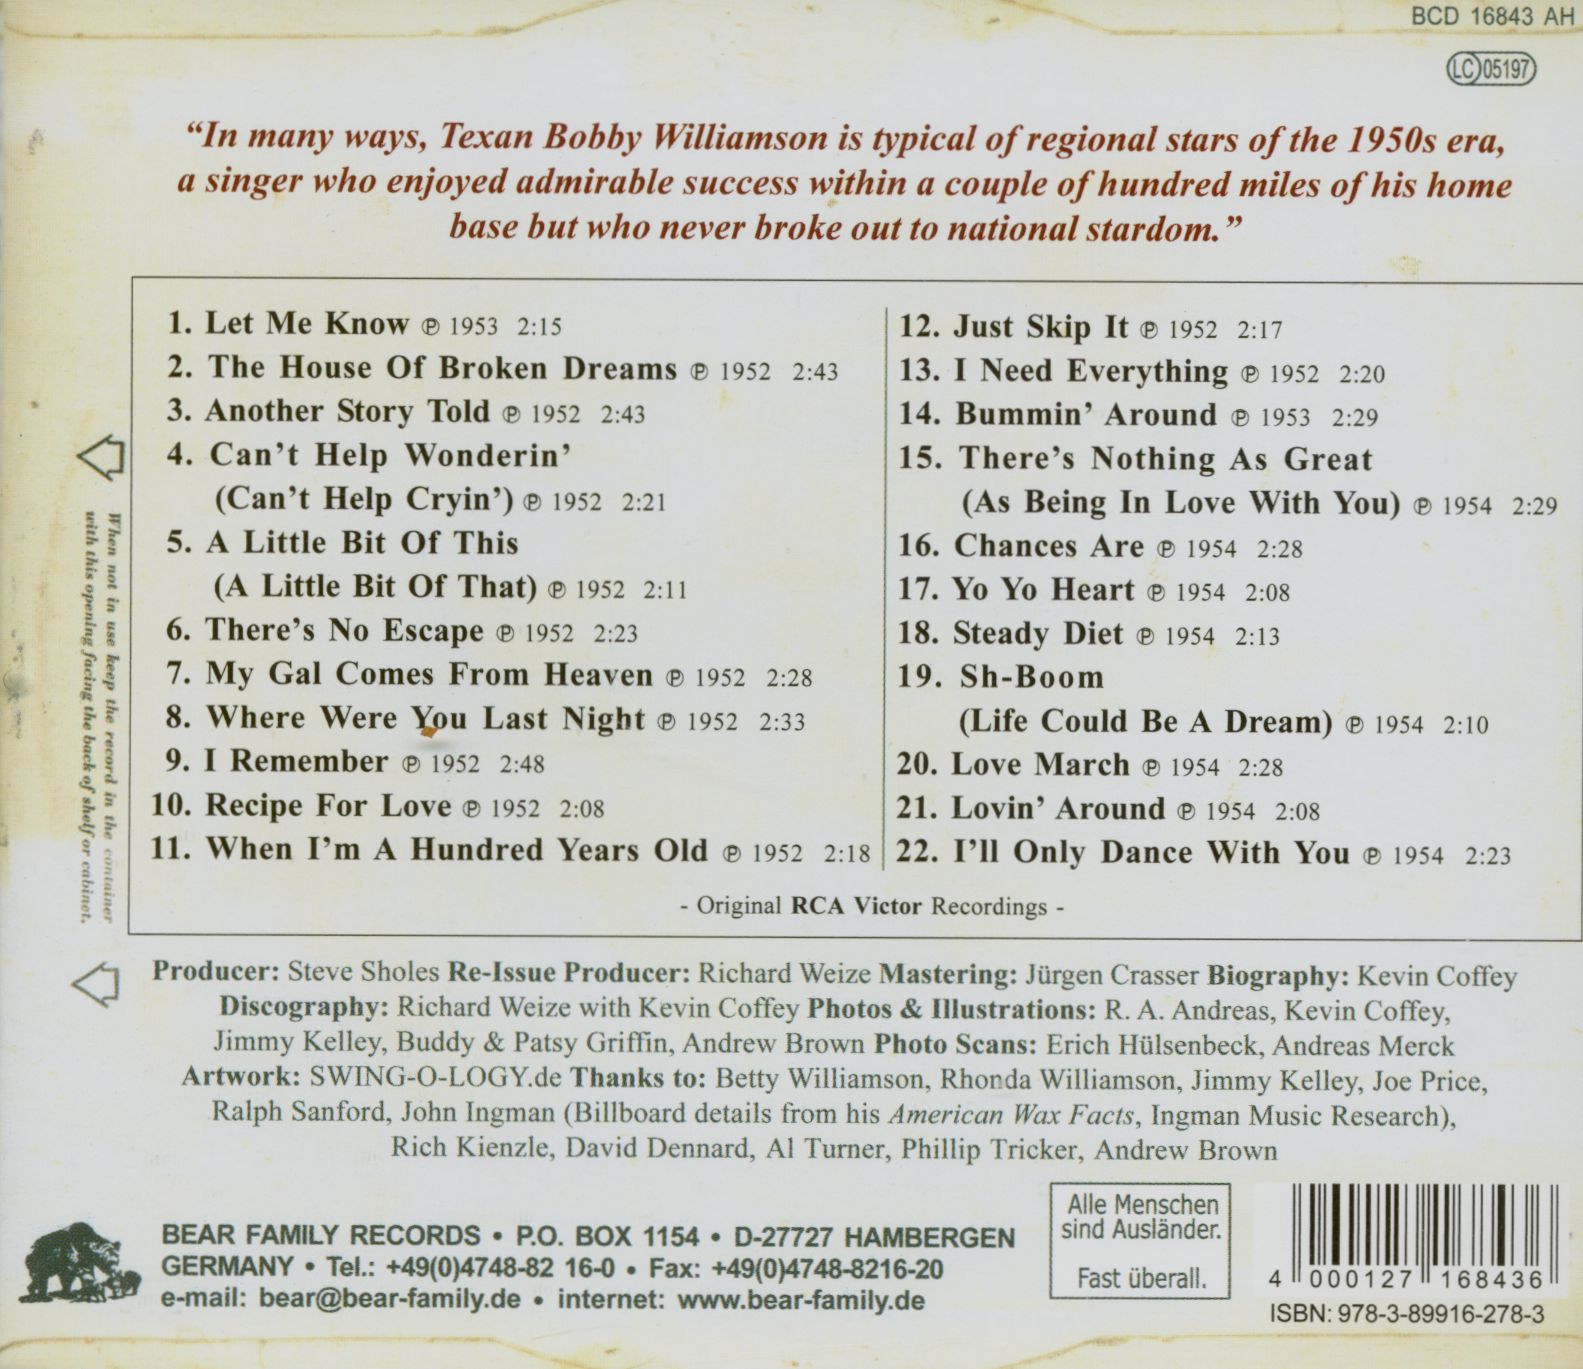 BCD 16843 AH
LC 05197
“In many ways, Texan Bobby Williamson is typical of regional stars of the 1950s era,
a singer who enjoyed admirable success within a couple of hundred miles of his home
base but who never broke out to national stardom.”
1. Let Me Know ℗ 1953 2:15
2. The House Of Broken Dreams ℗ 1952 2:43
3. Another Story Told ℗ 1952 2:43
4. Can’t Help Wonderin’
(Can’t Help Cryin’) ℗ 1952 2:21
5. A Little Bit Of This
(A Little Bit Of That) ℗ 1952 2:11
6. There’s No Escape ℗ 1952 2:23
7. My Gal Comes From Heaven ℗ 1952 2:28
8. Where Were You Last Night ℗ 1952 2:33
9. I Remember ℗ 1952 2:48
10. Recipe For Love ℗ 1952 2:08
11. When I’m A Hundred Years Old ℗ 1952 2:18
12. Just Skip It ℗ 1952 2:17
13. I Need Everything ℗ 1952 2:20
14. Bummin’ Around ℗ 1953 2:29
15. There’s Nothing As Great
(As Being In Love With You) ℗ 1954 2:29
16. Chances Are ℗ 1954 2:28
17. Yo Yo Heart ℗ 1954 2:08
18. Steady Diet ℗ 1954 2:13
19. Sh-Boom
(Life Could Be A Dream) ℗ 1954 2:10
20. Love March ℗ 1954 2:28
21. Lovin’ Around ℗ 1954 2:08
22. I’ll Only Dance With You ℗ 1954 2:23
- Original RCA Victor Recordings -
When not in use keep the record in the container
with this opening facing the back of shelf or cabinet.
Producer: Steve Sholes Re-Issue Producer: Richard Weize Mastering: Jürgen Crasser Biography: Kevin Coffey
Discography: Richard Weize with Kevin Coffey Photos & Illustrations: R. A. Andreas, Kevin Coffey,
Jimmy Kelley, Buddy & Patsy Griffin, Andrew Brown Photo Scans: Erich Hülsenbeck, Andreas Merck
Artwork: SWING-O-LOGY.de Thanks to: Betty Williamson, Rhonda Williamson, Jimmy Kelley, Joe Price,
Ralph Sanford, John Ingman (Billboard details from his American Wax Facts, Ingman Music Research),
Rich Kienzle, David Dennard, Al Turner, Phillip Tricker, Andrew Brown
BEAR FAMILY RECORDS • P.O. BOX 1154 • D-27727 HAMBERGEN
GERMANY • Tel.: +49(0)4748-82 16-0 • Fax: +49(0)4748-8216-20
e-mail: bear@bear-family.de • internet: www.bear-family.de
Alle Menschen
sind Ausländer.
Fast überall.
4 000127 168436
ISBN: 978-3-89916-278-3